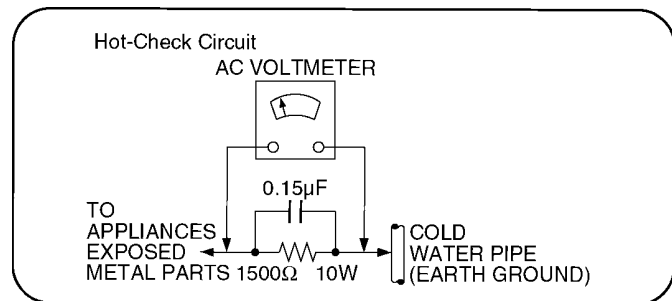 Hot-Check Circuit
AC VOLTMETER
0.15µF
TO
APPLIANCES
EXPOSED
METAL PARTS
1500Ω 10W
COLD
WATER PIPE
(EARTH GROUND)